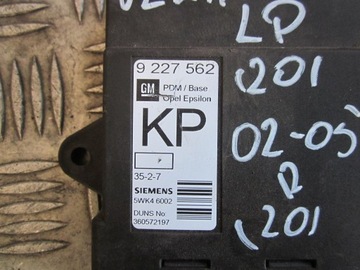 LP
9 227 562
GM
PDM / Base
Opel Epsilon
KP
35-2-7
SIEMENS
5WK4 6002
DUNS No:
360572197
(201
02-05
R
(201